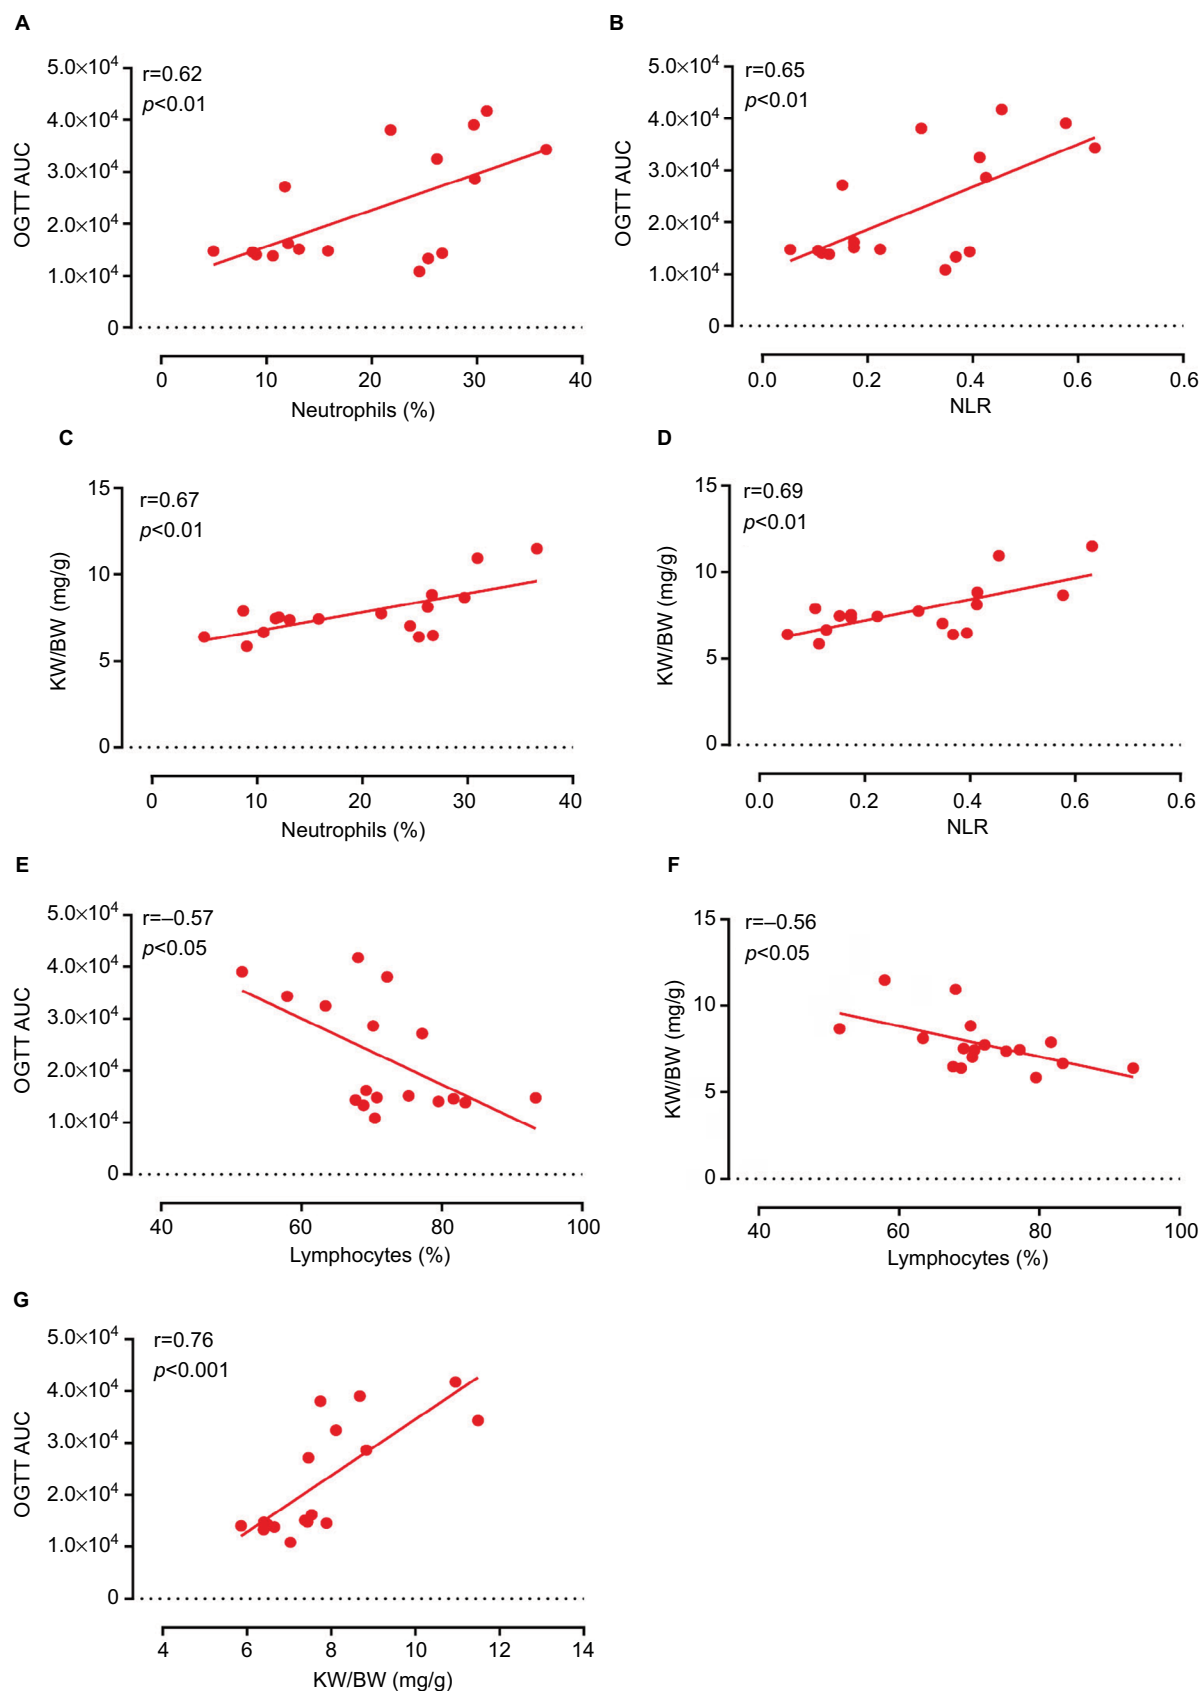 A
B
5.0×10⁴
4.0×10⁴
3.0×10⁴
2.0×10⁴
1.0×10⁴
0
OGTT AUC
r=0.62
p<0.01
0 10 20 30 40
Neutrophils (%)
5.0×10⁴
4.0×10⁴
3.0×10⁴
2.0×10⁴
1.0×10⁴
0
OGTT AUC
r=0.65
p<0.01
0.0 0.2 0.4 0.6 0.6
NLR
C
D
15
10
5
0
KW/BW (mg/g)
r=0.67
p<0.01
0 10 20 30 40
Neutrophils (%)
15
10
5
0
KW/BW (mg/g)
r=0.69
p<0.01
0.0 0.2 0.4 0.6 0.6
NLR
E
F
5.0×10⁴
4.0×10⁴
3.0×10⁴
2.0×10⁴
1.0×10⁴
0
OGTT AUC
r=–0.57
p<0.05
40 60 80 100
Lymphocytes (%)
15
10
5
0
KW/BW (mg/g)
r=–0.56
p<0.05
40 60 80 100
Lymphocytes (%)
G
5.0×10⁴
4.0×10⁴
3.0×10⁴
2.0×10⁴
1.0×10⁴
0
OGTT AUC
r=0.76
p<0.001
4 6 8 10 12 14
KW/BW (mg/g)